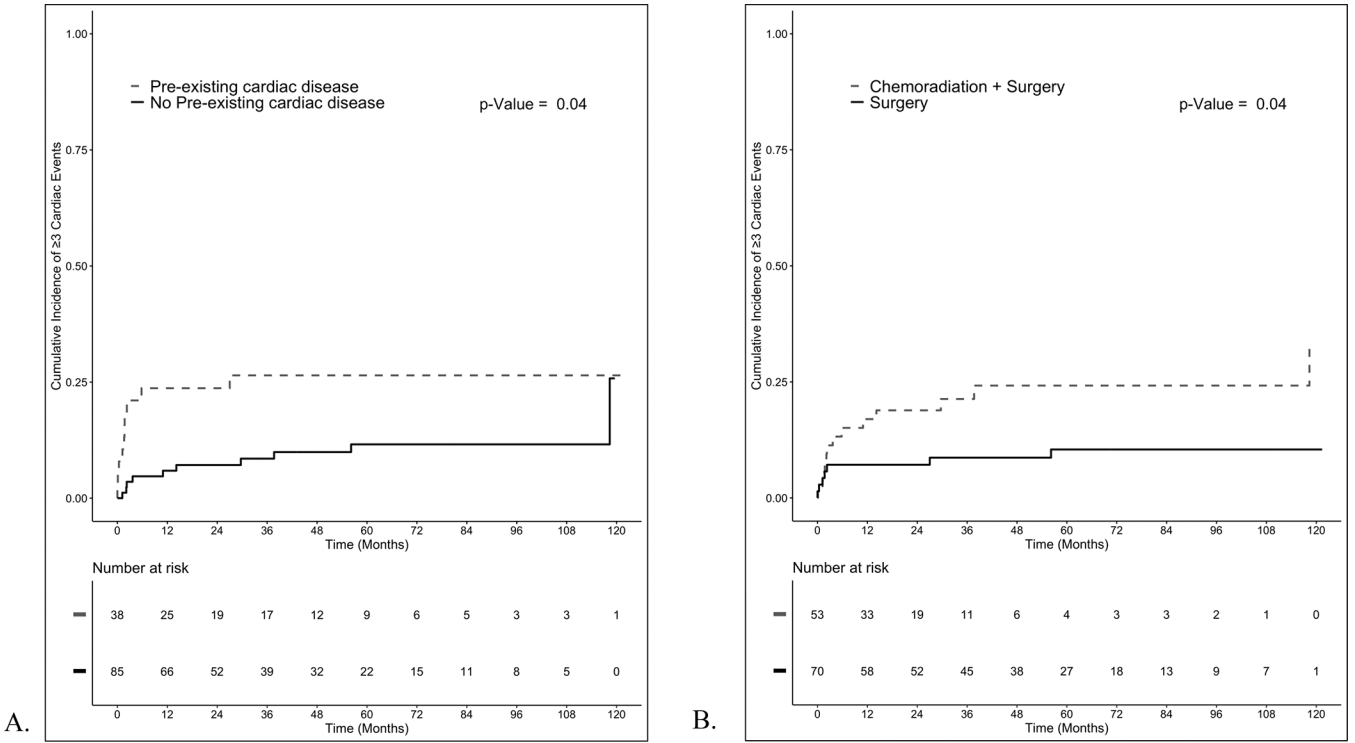 1.00
0.75
0.50
0.25
0.00
Cumulative Incidence of ≥3 Cardiac Events
Pre-existing cardiac disease
No Pre-existing cardiac disease
p-Value = 0.04
0 12 24 36 48 60 72 84 96 108 120
Time (Months)
Number at risk
38 25 19 17 12 9 6 5 3 3 1
85 66 52 39 32 22 15 11 8 5 0
0 12 24 36 48 60 72 84 96 108 120
Time (Months)
A.
1.00
0.75
0.50
0.25
0.00
Cumulative Incidence of ≥3 Cardiac Events
Chemoradiation + Surgery
Surgery
p-Value = 0.04
0 12 24 36 48 60 72 84 96 108 120
Time (Months)
Number at risk
53 33 19 11 6 4 3 3 2 1 0
70 58 52 45 38 27 18 13 9 7 1
0 12 24 36 48 60 72 84 96 108 120
Time (Months)
B.